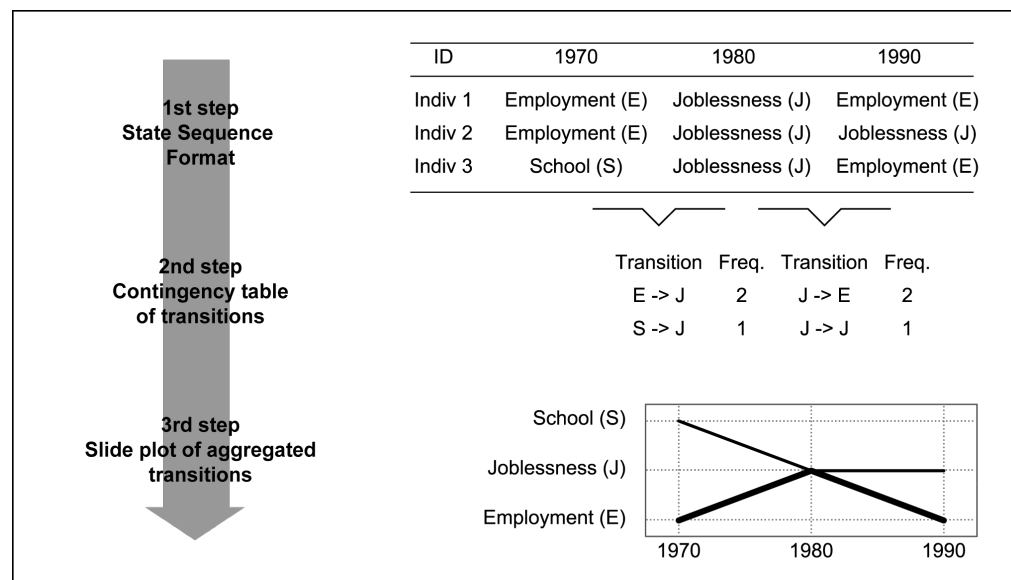 1st step
State Sequence
Format
ID 1970 1980 1990
Indiv 1 Employment (E) Joblessness (J) Employment (E)
Indiv 2 Employment (E) Joblessness (J) Joblessness (J)
Indiv 3 School (S) Joblessness (J) Employment (E)
2nd step
Contingency table
of transitions
Transition Freq. Transition Freq.
E -> J 2 J -> E 2
S -> J 1 J -> J 1
3rd step
Slide plot of aggregated
transitions
School (S)
Joblessness (J)
Employment (E)
1970 1980 1990